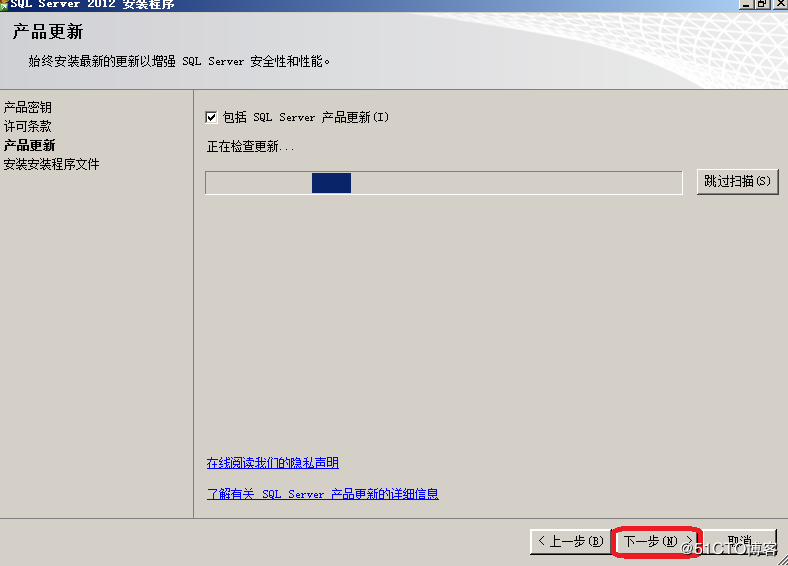 SQL Server 2012 安装程序
产品更新
始终安装最新的更新以增强 SQL Server 安全性和性能。
产品密钥
许可条款
产品更新
安装安装程序文件
包括 SQL Server 产品更新(I)
正在检查更新...
跳过扫描(S)
在线阅读我们的隐私声明
了解有关 SQL Server 产品更新的详细信息
< 上一步(B) 下一步(N) > 取消
@51CTO博客